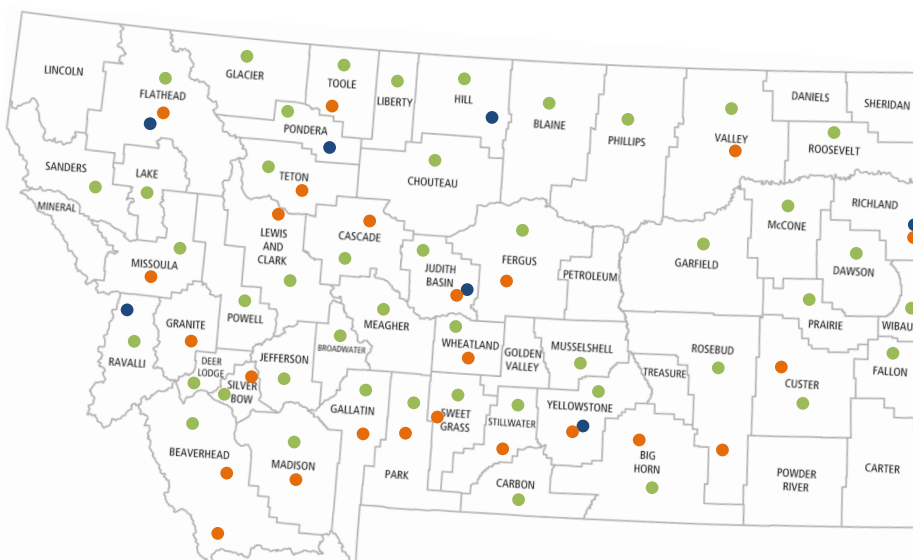 LINCOLN
FLATHEAD
GLACIER
TOOLE
LIBERTY
HILL
BLAINE
PHILLIPS
VALLEY
DANIELS
SHERIDAN
ROOSEVELT
PONDERA
SANDERS
LAKE
TETON
CHOUTEAU
MINERAL
LEWIS
AND
CLARK
CASCADE
McCONE
RICHLAND
MISSOULA
JUDITH
BASIN
FERGUS
PETROLEUM
GARFIELD
DAWSON
POWELL
GRANITE
MEAGHER
PRAIRIE
WIBAU
RAVALLI
DEER
LODGE
SILVER
BOW
JEFFERSON
BROADWATER
WHEATLAND
GOLDEN
VALLEY
MUSSELSHELL
TREASURE
ROSEBUD
CUSTER
FALLON
GALLATIN
SWEET
GRASS
STILLWATER
YELLOWSTONE
BEAVERHEAD
MADISON
PARK
CARBON
BIG
HORN
POWDER
RIVER
CARTER